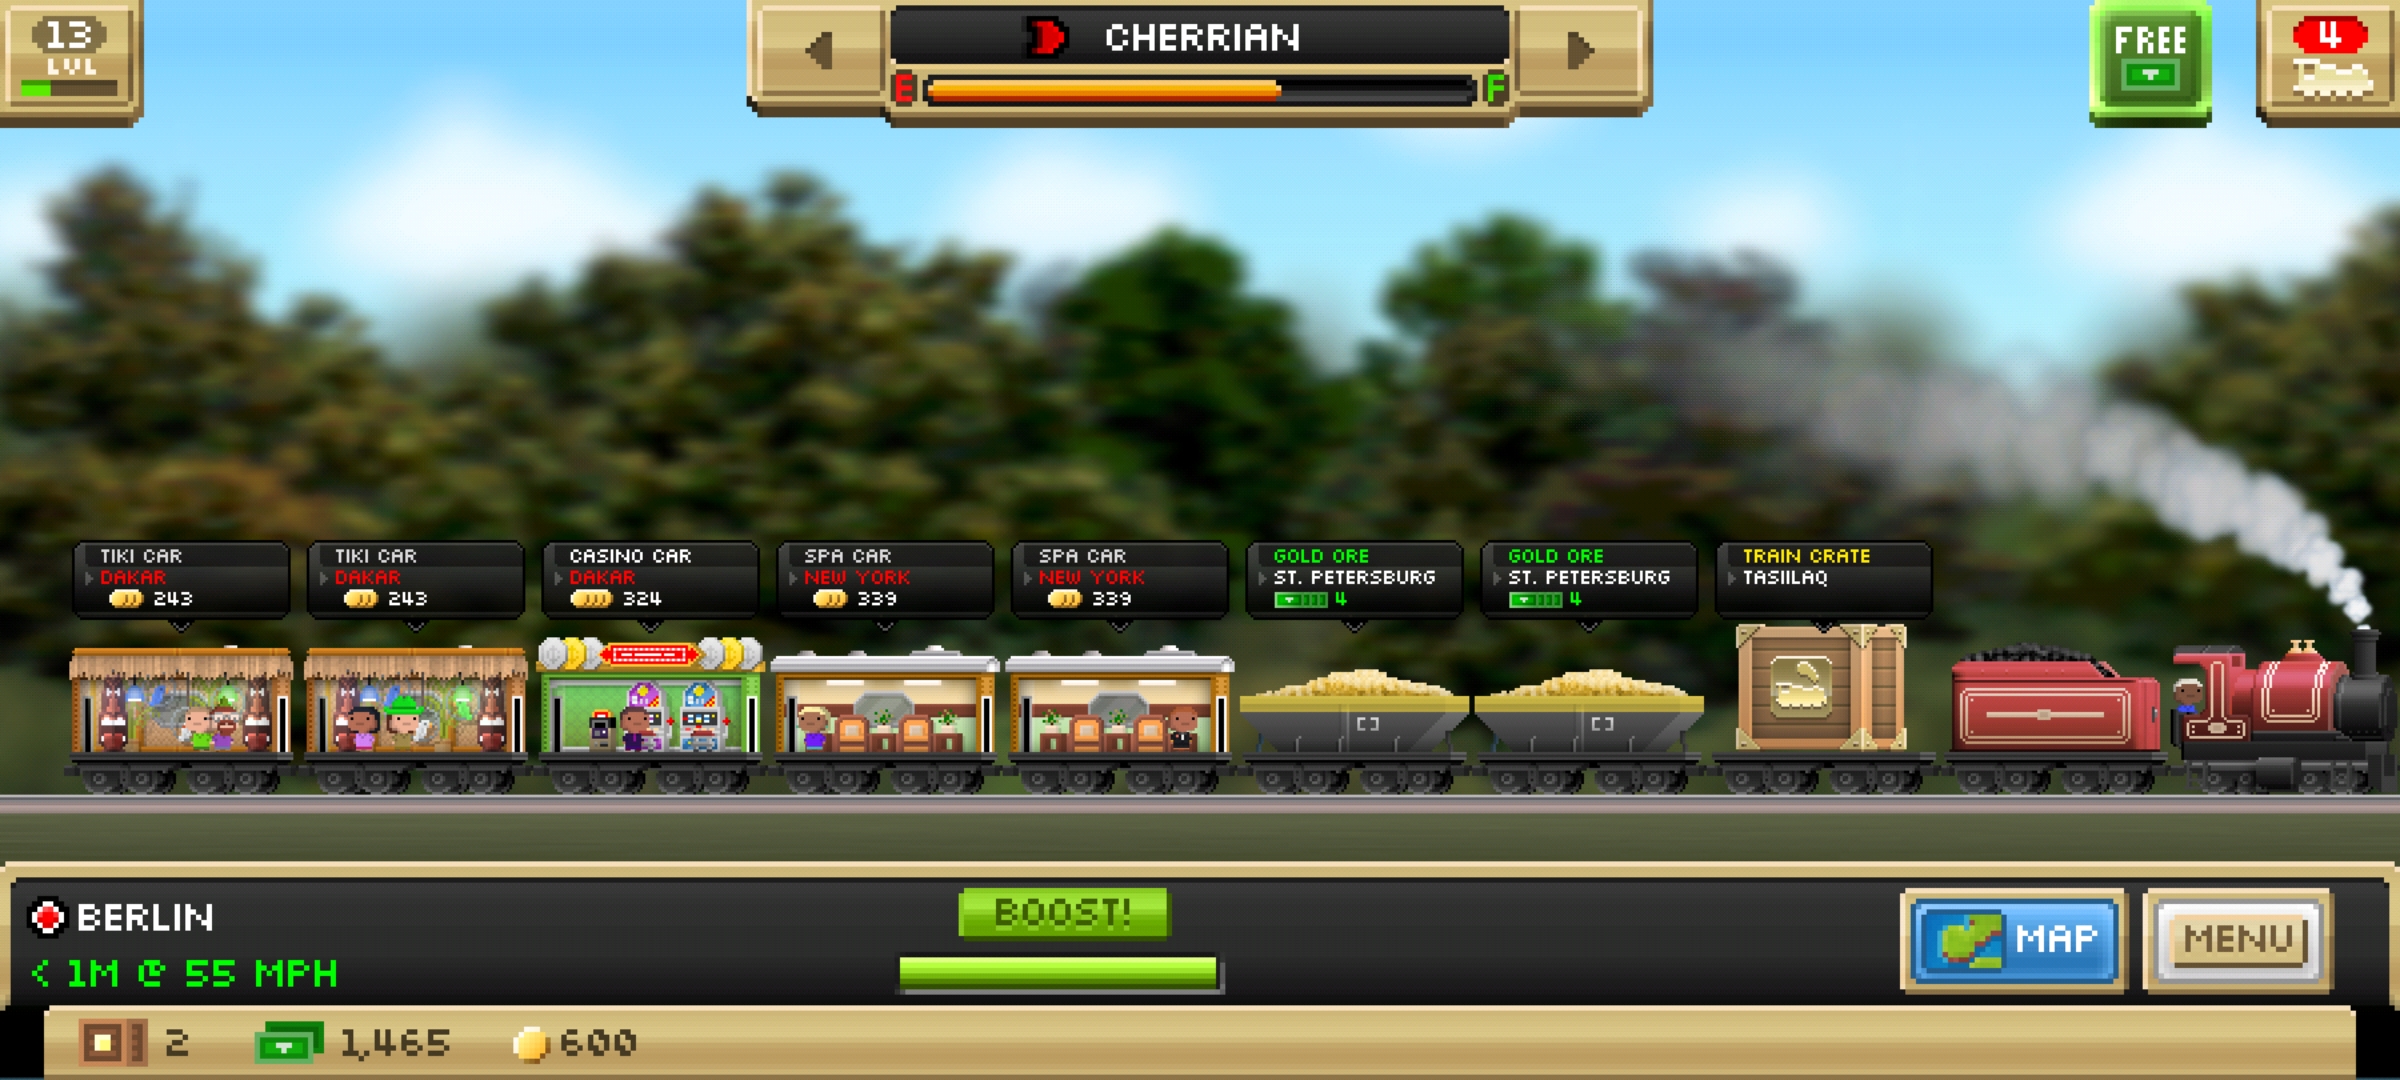 13
LVL
CHERRIAN
E
F
FREE
4
TIKI CAR
DAKAR
243
TIKI CAR
DAKAR
243
CASINO CAR
DAKAR
324
SPA CAR
NEW YORK
339
SPA CAR
NEW YORK
339
GOLD ORE
ST. PETERSBURG
4
GOLD ORE
ST. PETERSBURG
4
TRAIN CRATE
TASIILAQ
BERLIN
< 1M @ 55 MPH
BOOST!
MAP
MENU
2
1,465
600